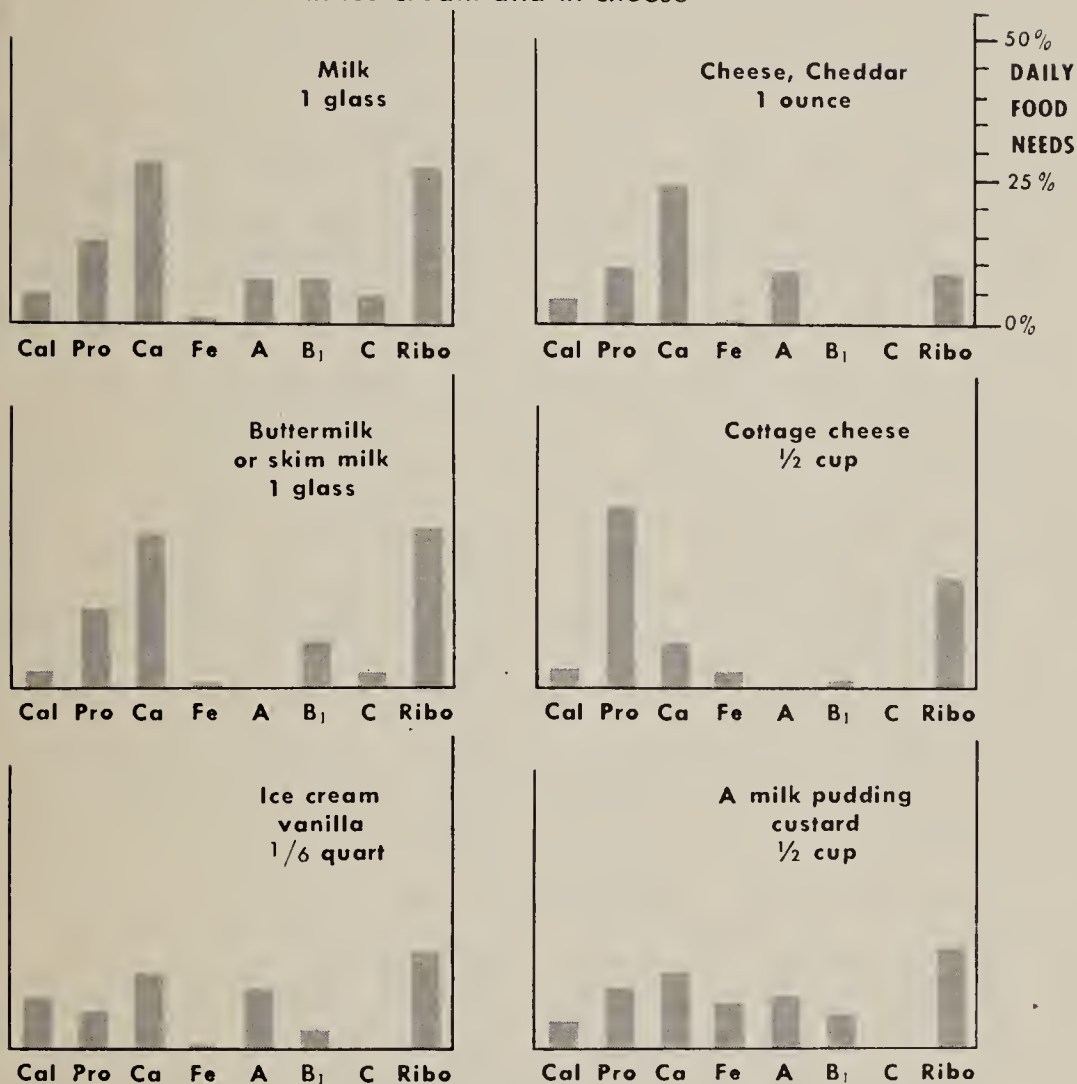 Milk
1 glass
Cal Pro Ca Fe A B₁ C Ribo
Cheese, Cheddar
1 ounce
50%
DAILY
FOOD
NEEDS
25%
0%
Cal Pro Ca Fe A B₁ C Ribo
Buttermilk
or skim milk
1 glass
Cal Pro Ca Fe A B₁ C Ribo
Cottage cheese
½ cup
Cal Pro Ca Fe A B₁ C Ribo
Ice cream
vanilla
1/6 quart
Cal Pro Ca Fe A B₁ C Ribo
A milk pudding
custard
½ cup
Cal Pro Ca Fe A B₁ C Ribo